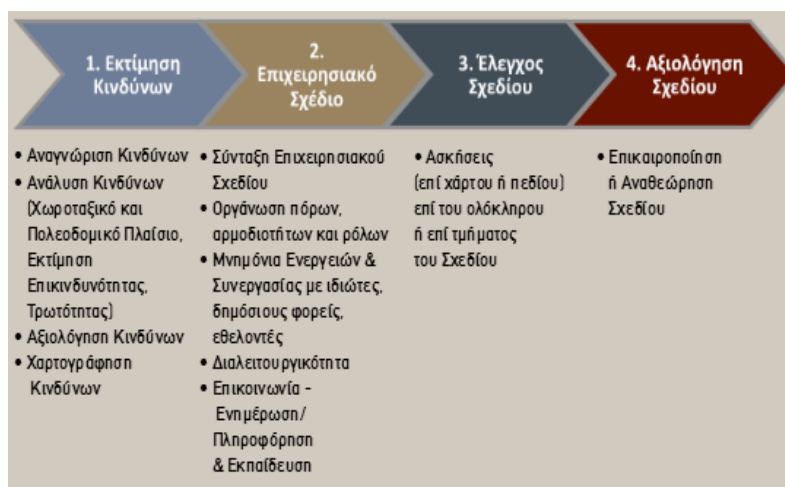 1. Εκτίμηση
Κινδύνων
2.
Επιχειρησιακό
Σχέδιο
3. Έλεγχος
Σχεδίου
4. Αξιολόγηση
Σχεδίου
• Αναγνώριση Κινδύνων
• Ανάλυση Κινδύνων
(Χωροταξικό και
Πολεοδομικό Πλαίσιο,
Εκτίμηση
Επικινδυνότητας,
Τρωτότητας)
• Αξιολόγηση Κινδύνων
• Χαρτογράφηση
Κινδύνων
• Σύνταξη Επιχειρησιακού
Σχεδίου
• Οργάνωση πόρων,
αρμοδιοτήτων και ρόλων
• Μνημόνια Ενεργειών &
Συνεργασίας με ιδιώτες,
δημόσιους φορείς,
εθελοντές
• Διαλειτουργικότητα
• Επικοινωνία -
Ενημέρωση/
Πληροφόρηση
& Εκπαίδευση
• Ασκήσεις
(επί χάρτου ή πεδίου)
επί του ολόκληρου
ή επί τμήματος
του Σχεδίου
• Επικαιροποίηση
ή Αναθεώρηση
Σχεδίου